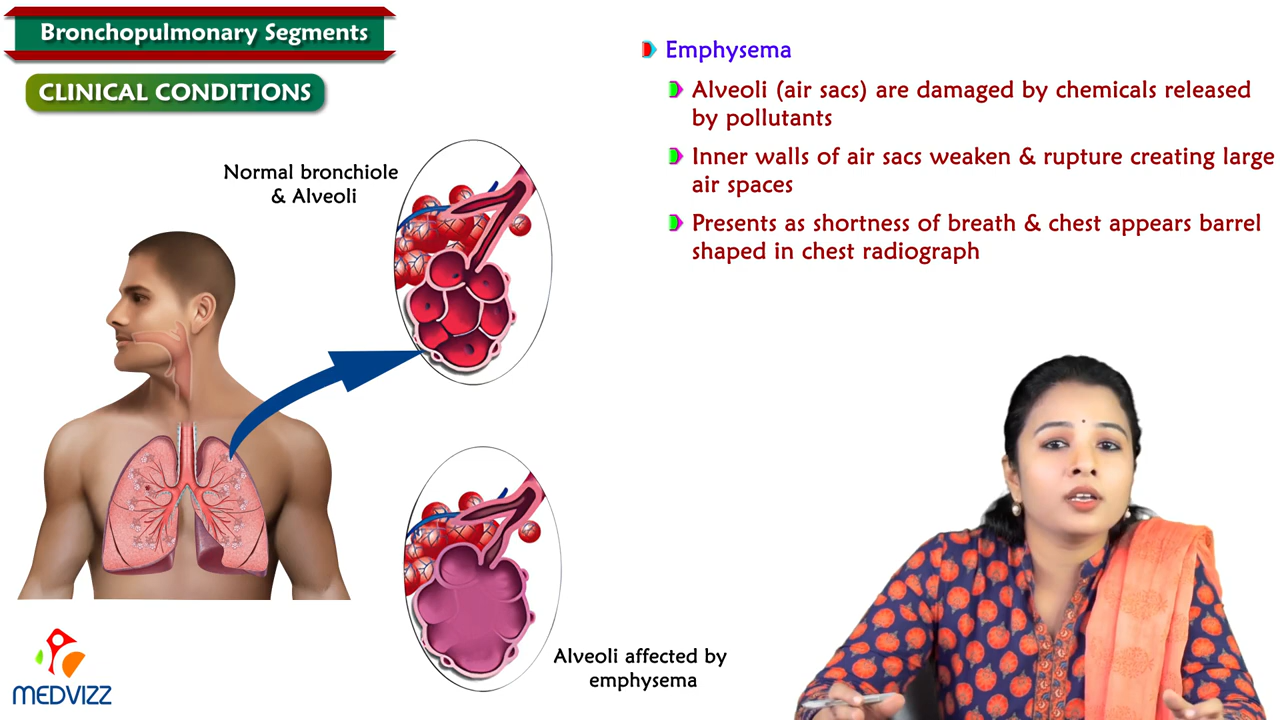 Bronchopulmonary Segments
CLINICAL CONDITIONS
Normal bronchiole
& Alveoli
Alveoli affected by
emphysema
MEDVIZZ
Emphysema
Alveoli (air sacs) are damaged by chemicals released
by pollutants
Inner walls of air sacs weaken & rupture creating large
air spaces
Presents as shortness of breath & chest appears barrel
shaped in chest radiograph